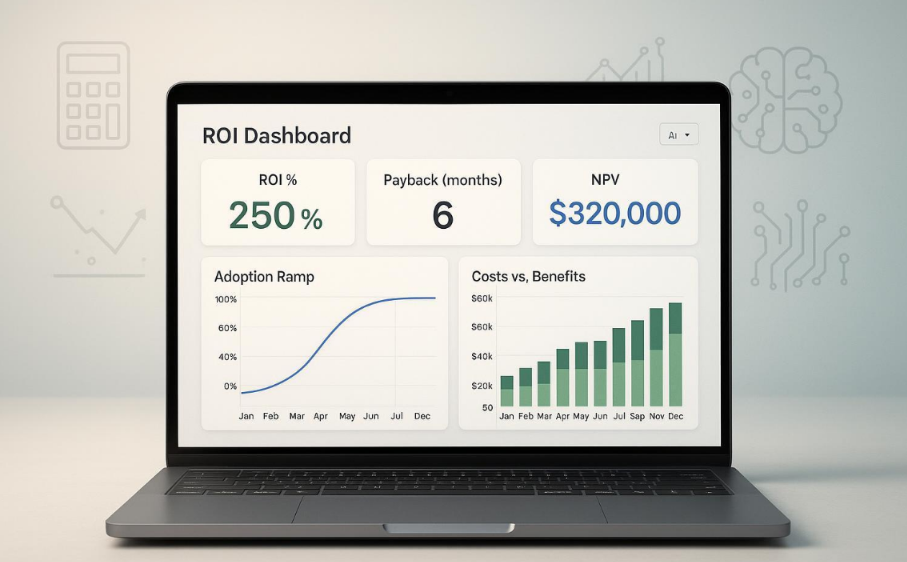 ROI Dashboard
Ai
ROI %
250 %
Payback (months)
6
NPV
$320,000
Adoption Ramp
100%
60%
40%
0%
Jan Feb Mar Apr May Jun Jul Dec
Costs vs, Benefits
$60k
$60k
$40k
$20k
50
Jan Feb Mar Apr May Jun Jul Sap Nov Dec